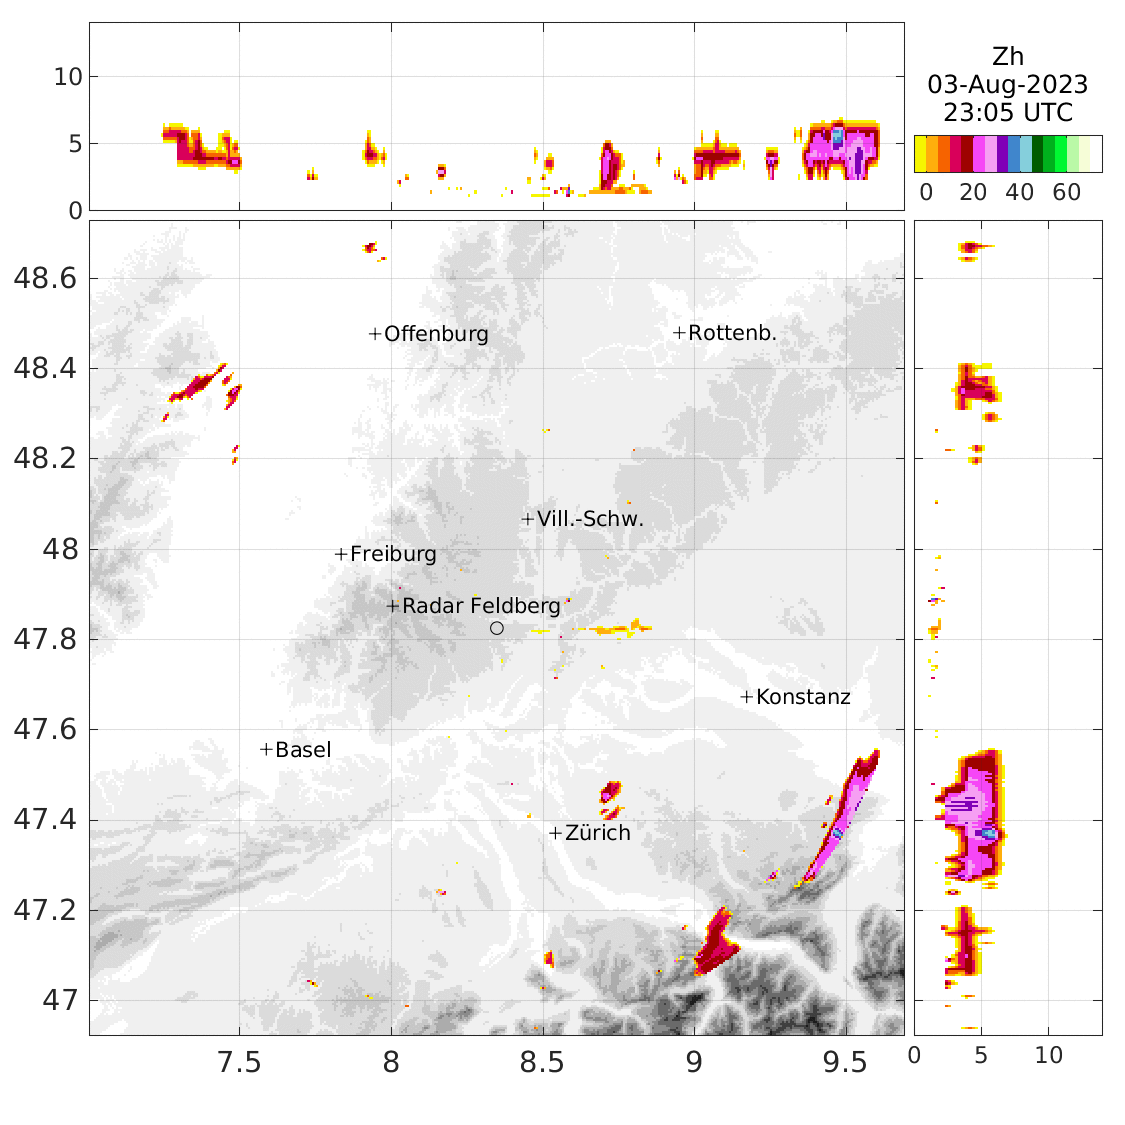 10
5
0
Zh
03-Aug-2023
23:05 UTC
0 20 40 60
48.6
48.4
48.2
48
47.8
47.6
47.4
47.2
47
+Offenburg
+Rottenb.
+Vill.-Schw.
+Freiburg
+Radar Feldberg
+Konstanz
+Basel
+Zürich
7.5 8 8.5 9 9.5
0 5 10